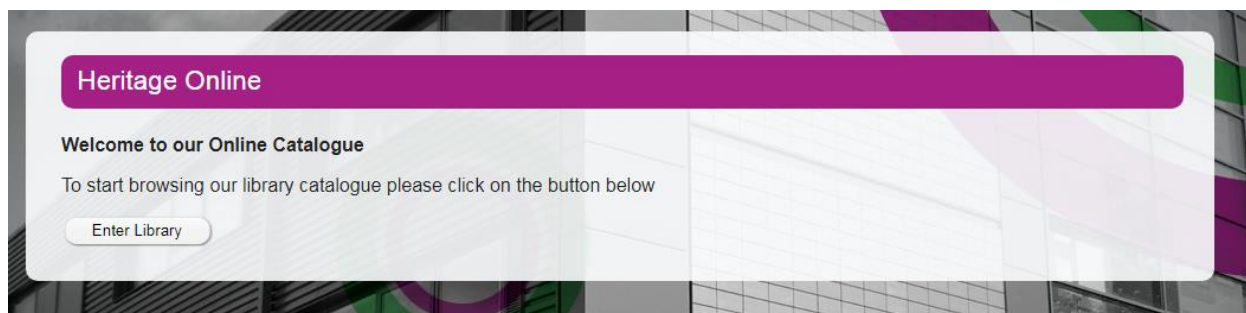 Heritage Online
Welcome to our Online Catalogue
To start browsing our library catalogue please click on the button below
Enter Library